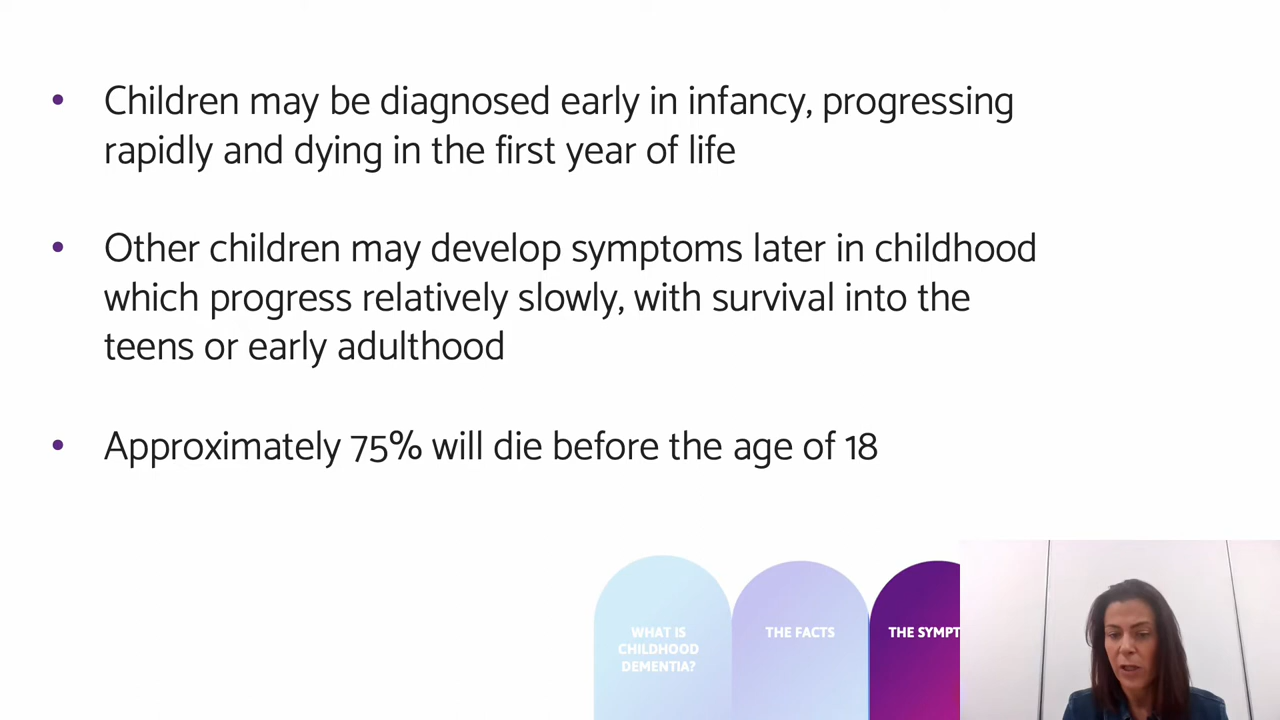 • Children may be diagnosed early in infancy, progressing
rapidly and dying in the first year of life
• Other children may develop symptoms later in childhood
which progress relatively slowly, with survival into the
teens or early adulthood
• Approximately 75% will die before the age of 18
WHAT IS
CHILDHOOD
DEMENTIA?
THE FACTS
THE SYMPT